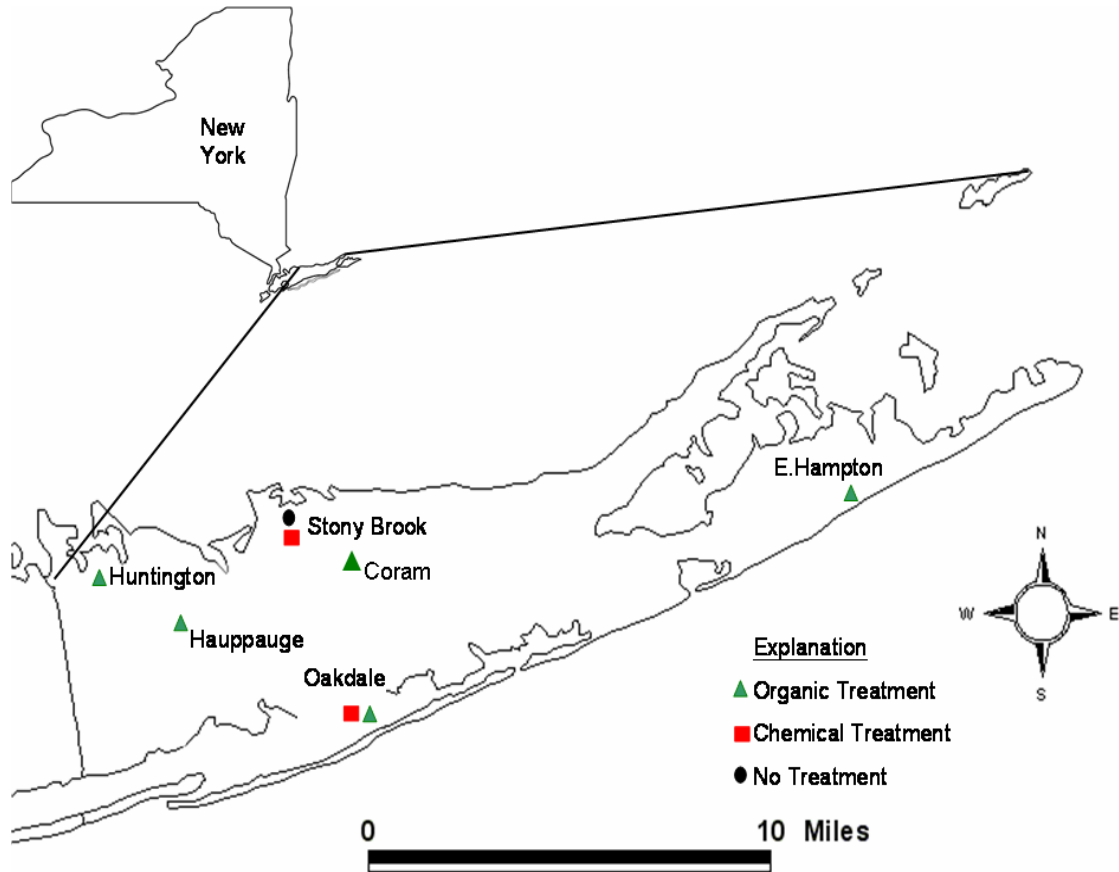 New
York
E.Hampton
Stony Brook
Coram
Huntington
Hauppauge
Oakdale
N
W
E
S
Explanation
Organic Treatment
Chemical Treatment
No Treatment
0 10 Miles